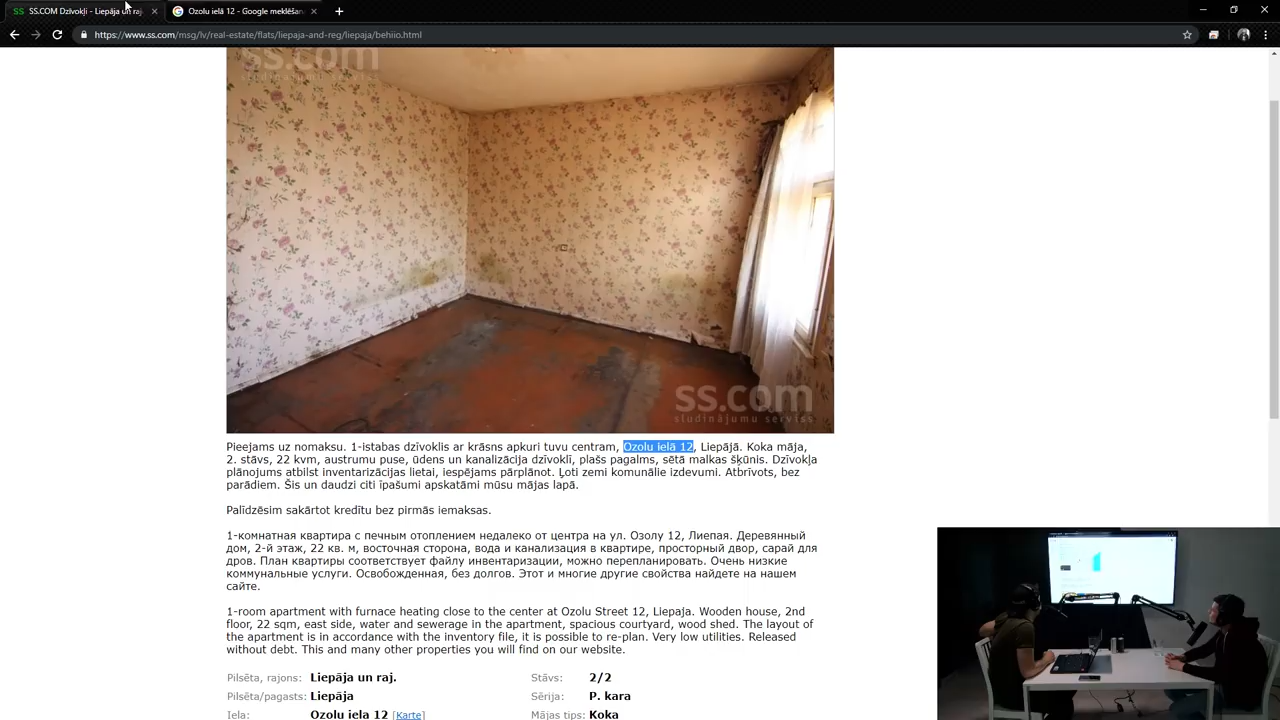 SS.COM Dzīvokļi - Liepāja un raj
Ozolu ielā 12 - Google meklēšan
https://www.ss.com/msg/lv/real-estate/flats/liepaja-and-reg/liepaja/behiio.html
ss.com
sludinājumu serviss
ss.com
sludinājumu serviss
Pieejams uz nomaksu. 1-istabas dzīvoklis ar krāsns apkuri tuvu centram, Ozolu ielā 12, Liepājā. Koka māja,
2. stāvs, 22 kvm, austrumu puse, ūdens un kanalizācija dzīvoklī, plašs pagalms, sētā malkas šķūnis. Dzīvokļa
plānojums atbilst inventarizācijas lietai, iespējams pārplānot. Ļoti zemi komunālie izdevumi. Atbrīvots, bez
parādiem. Šis un daudzi citi īpašumi apskatāmi mūsu mājas lapā.
Palīdzēsim sakārtot kredītu bez pirmās iemaksas.
1-комнатная квартира с печным отоплением недалеко от центра на ул. Озолу 12, Лиепая. Деревянный
дом, 2-й этаж, 22 кв. м, восточная сторона, вода и канализация в квартире, просторный двор, сарай для
дров. План квартиры соответствует файлу инвентаризации, можно перепланировать. Очень низкие
коммунальные услуги. Освобожденная, без долгов. Этот и многие другие свойства найдете на нашем
сайте.
1-room apartment with furnace heating close to the center at Ozolu Street 12, Liepaja. Wooden house, 2nd
floor, 22 sqm, east side, water and sewerage in the apartment, spacious courtyard, wood shed. The layout of
the apartment is in accordance with the inventory file, it is possible to re-plan. Very low utilities. Released
without debt. This and many other properties you will find on our website.
Pilsēta, rajons: Liepāja un raj. Stāvs: 2/2
Pilsēta/pagasts: Liepāja Sērija: P. kara
Iela: Ozolu iela 12 [Karte] Mājas tips: Koka